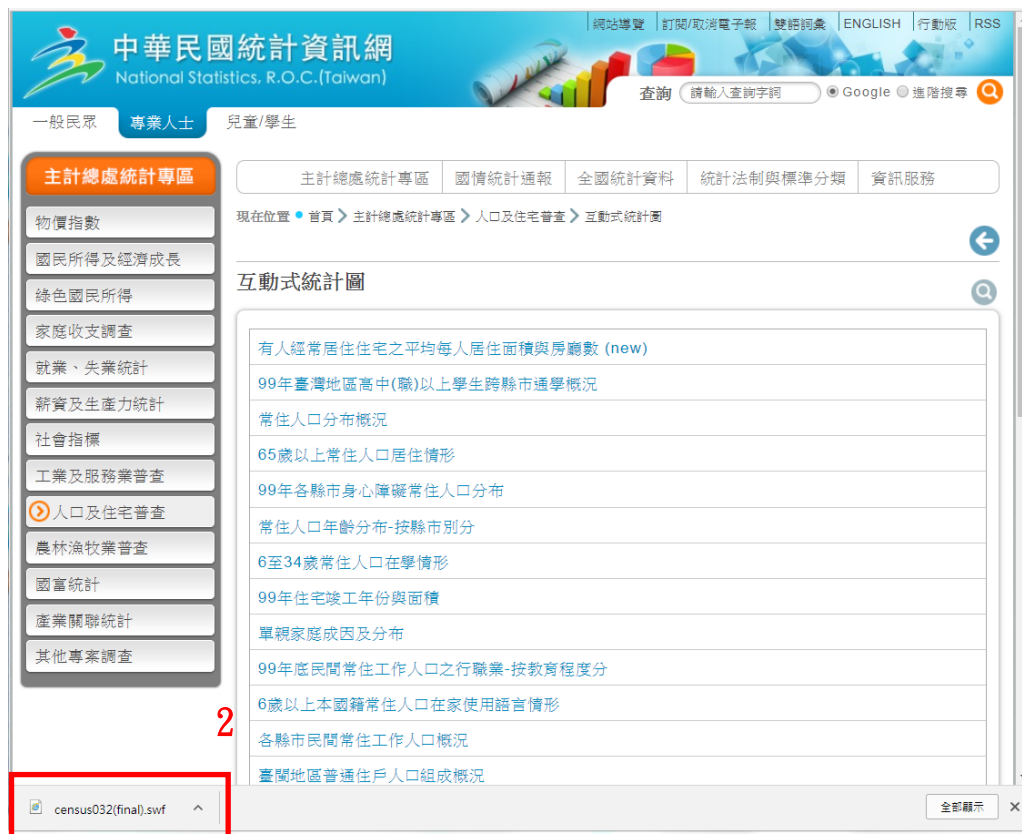 網站導覽 訂閱/取消電子報 雙語詞彙 ENGLISH 行動版 RSS
中華民國統計資訊網
National Statistics, R.O.C.(Taiwan)
查詢 請輸入查詢字詞 Google 進階搜尋
一般民眾 專業人士 兒童/學生
主計總處統計專區
物價指數
國民所得及經濟成長
綠色國民所得
家庭收支調查
就業、失業統計
薪資及生產力統計
社會指標
工業及服務業普查
人口及住宅普查
農林漁牧業普查
國富統計
產業關聯統計
其他專案調查
主計總處統計專區 國情統計通報 全國統計資料 統計法制與標準分類 資訊服務
現在位置 首頁 主計總處統計專區 人口及住宅普查 互動式統計圖
互動式統計圖
有人經常居住住宅之平均每人居住面積與房廳數 (new)
99年臺灣地區高中(職)以上學生跨縣市通學概況
常住人口分布概況
65歲以上常住人口居住情形
99年各縣市身心障礙常住人口分布
常住人口年齡分布-按縣市別分
6至34歲常住人口在學情形
99年住宅竣工年份與面積
單親家庭成因及分布
99年底民間常住工作人口之行職業-按教育程度分
6歲以上本國籍常住人口在家使用語言情形
各縣市民間常住工作人口概況
臺閩地區普通住戶人口組成概況
2
census032(final).swf
全部顯示